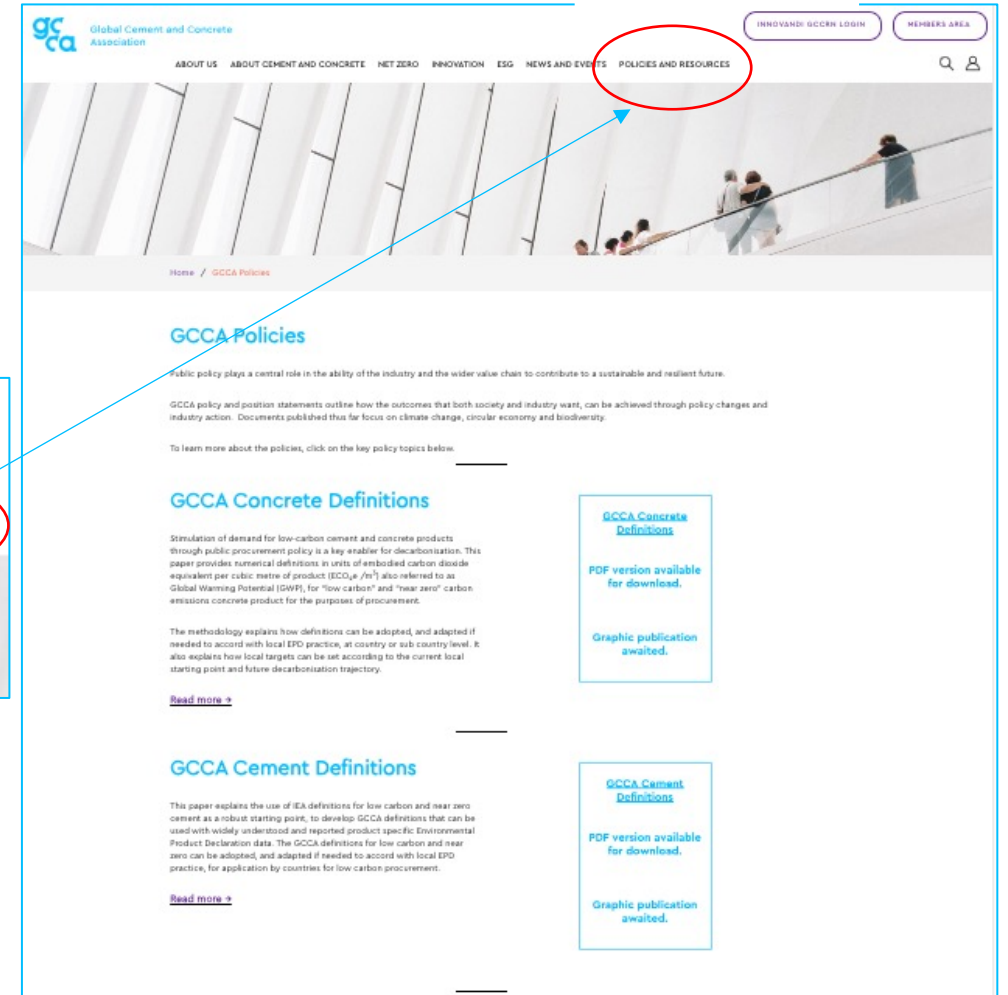 gcca
Global Cement and Concrete
Association
INNOVANDI GCCRN LOGIN
MEMBERS AREA
ABOUT US ABOUT CEMENT AND CONCRETE NET ZERO INNOVATION ESG NEWS AND EVENTS POLICIES AND RESOURCES
Home / GCCA Policies
GCCA Policies
Public policy plays a central role in the ability of the industry and the wider value chain to contribute to a sustainable and resilient future.
GCCA policy and position statements outline how the outcomes that both society and industry want, can be achieved through policy changes and
industry action. Documents published thus far focus on climate change, circular economy and biodiversity.
To learn more about the policies, click on the key policy topics below.
GCCA Concrete Definitions
Stimulation of demand for low-carbon cement and concrete products
through public procurement policy is a key enabler for decarbonisation. This
paper provides numerical definitions in units of embodied carbon dioxide
equivalent per cubic metre of product (ECO₂e /m³) also referred to as
Global Warming Potential (GWP), for "low carbon" and "near zero" carbon
emissions concrete product for the purposes of procurement.
The methodology explains how definitions can be adopted, and adapted if
needed to accord with local EPD practice, at country or sub country level. It
also explains how local targets can be set according to the current local
starting point and future decarbonisation trajectory.
Read more →
GCCA Concrete
Definitions
PDF version available
for download.
Graphic publication
awaited.
GCCA Cement Definitions
This paper explains the use of IEA definitions for low carbon and near zero
cement as a robust starting point, to develop GCCA definitions that can be
used with widely understood and reported product specific Environmental
Product Declaration data. The GCCA definitions for low carbon and near
zero can be adopted, and adapted if needed to accord with local EPD
practice, for application by countries for low carbon procurement.
Read more →
GCCA Cement
Definitions
PDF version available
for download.
Graphic publication
awaited.